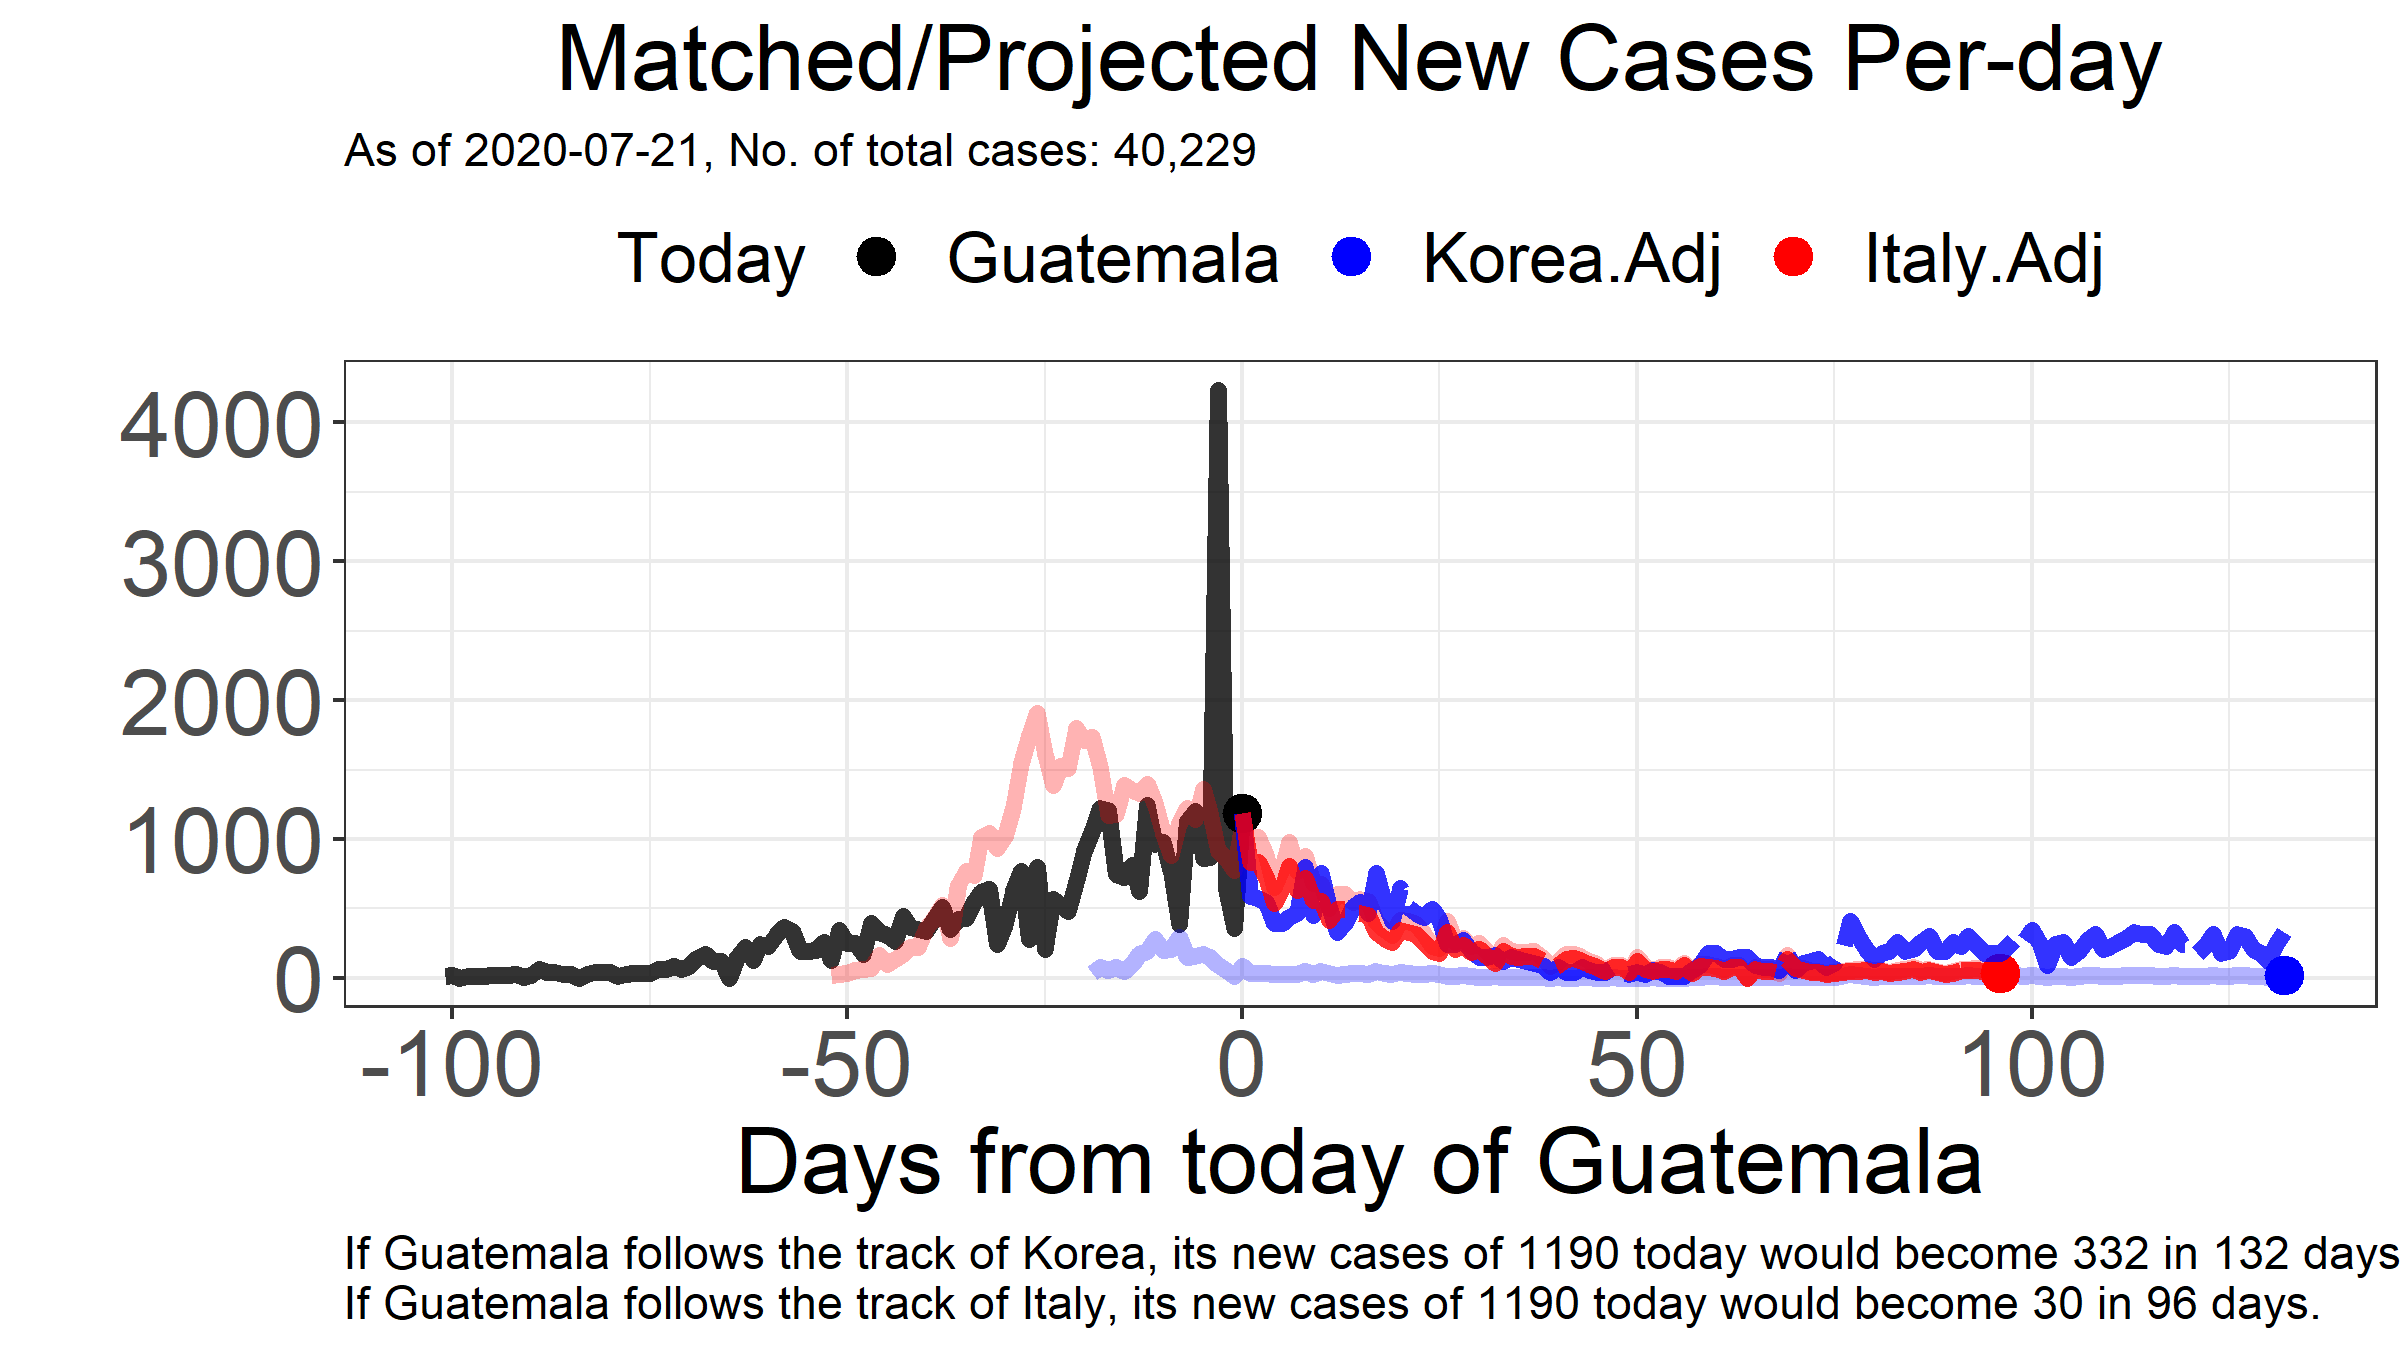 Matched/Projected New Cases Per-day
As of 2020-07-21, No. of total cases: 40,229
Today Guatemala Korea.Adj Italy.Adj
4000
3000
2000
1000
0
-100 -50 0 50 100
Days from today of Guatemala
If Guatemala follows the track of Korea, its new cases of 1190 today would become 332 in 132 days
If Guatemala follows the track of Italy, its new cases of 1190 today would become 30 in 96 days.